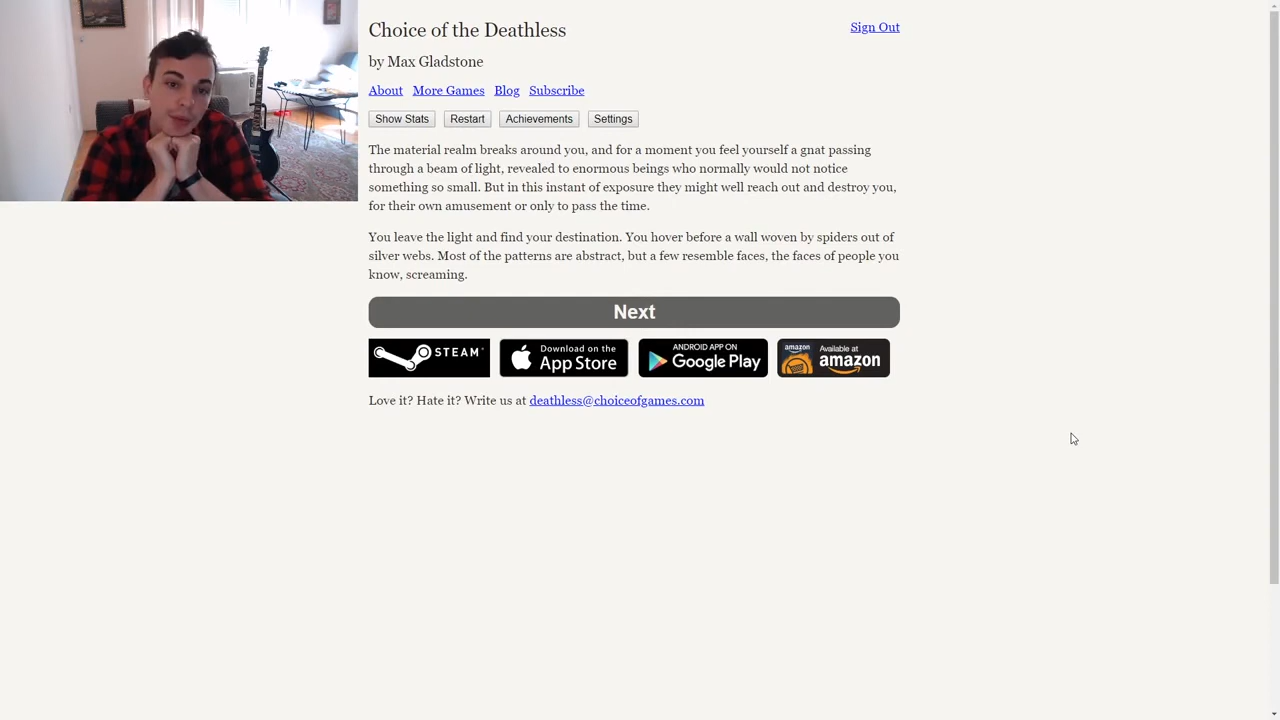 Choice of the Deathless
Sign Out
by Max Gladstone
About More Games Blog Subscribe
Show Stats Restart Achievements Settings
The material realm breaks around you, and for a moment you feel yourself a gnat passing
through a beam of light, revealed to enormous beings who normally would not notice
something so small. But in this instant of exposure they might well reach out and destroy you,
for their own amusement or only to pass the time.
You leave the light and find your destination. You hover before a wall woven by spiders out of
silver webs. Most of the patterns are abstract, but a few resemble faces, the faces of people you
know, screaming.
Next
STEAM
Download on the
App Store
ANDROID APP ON
Google Play
amazon
Available at
amazon
Love it? Hate it? Write us at deathless@choiceofgames.com